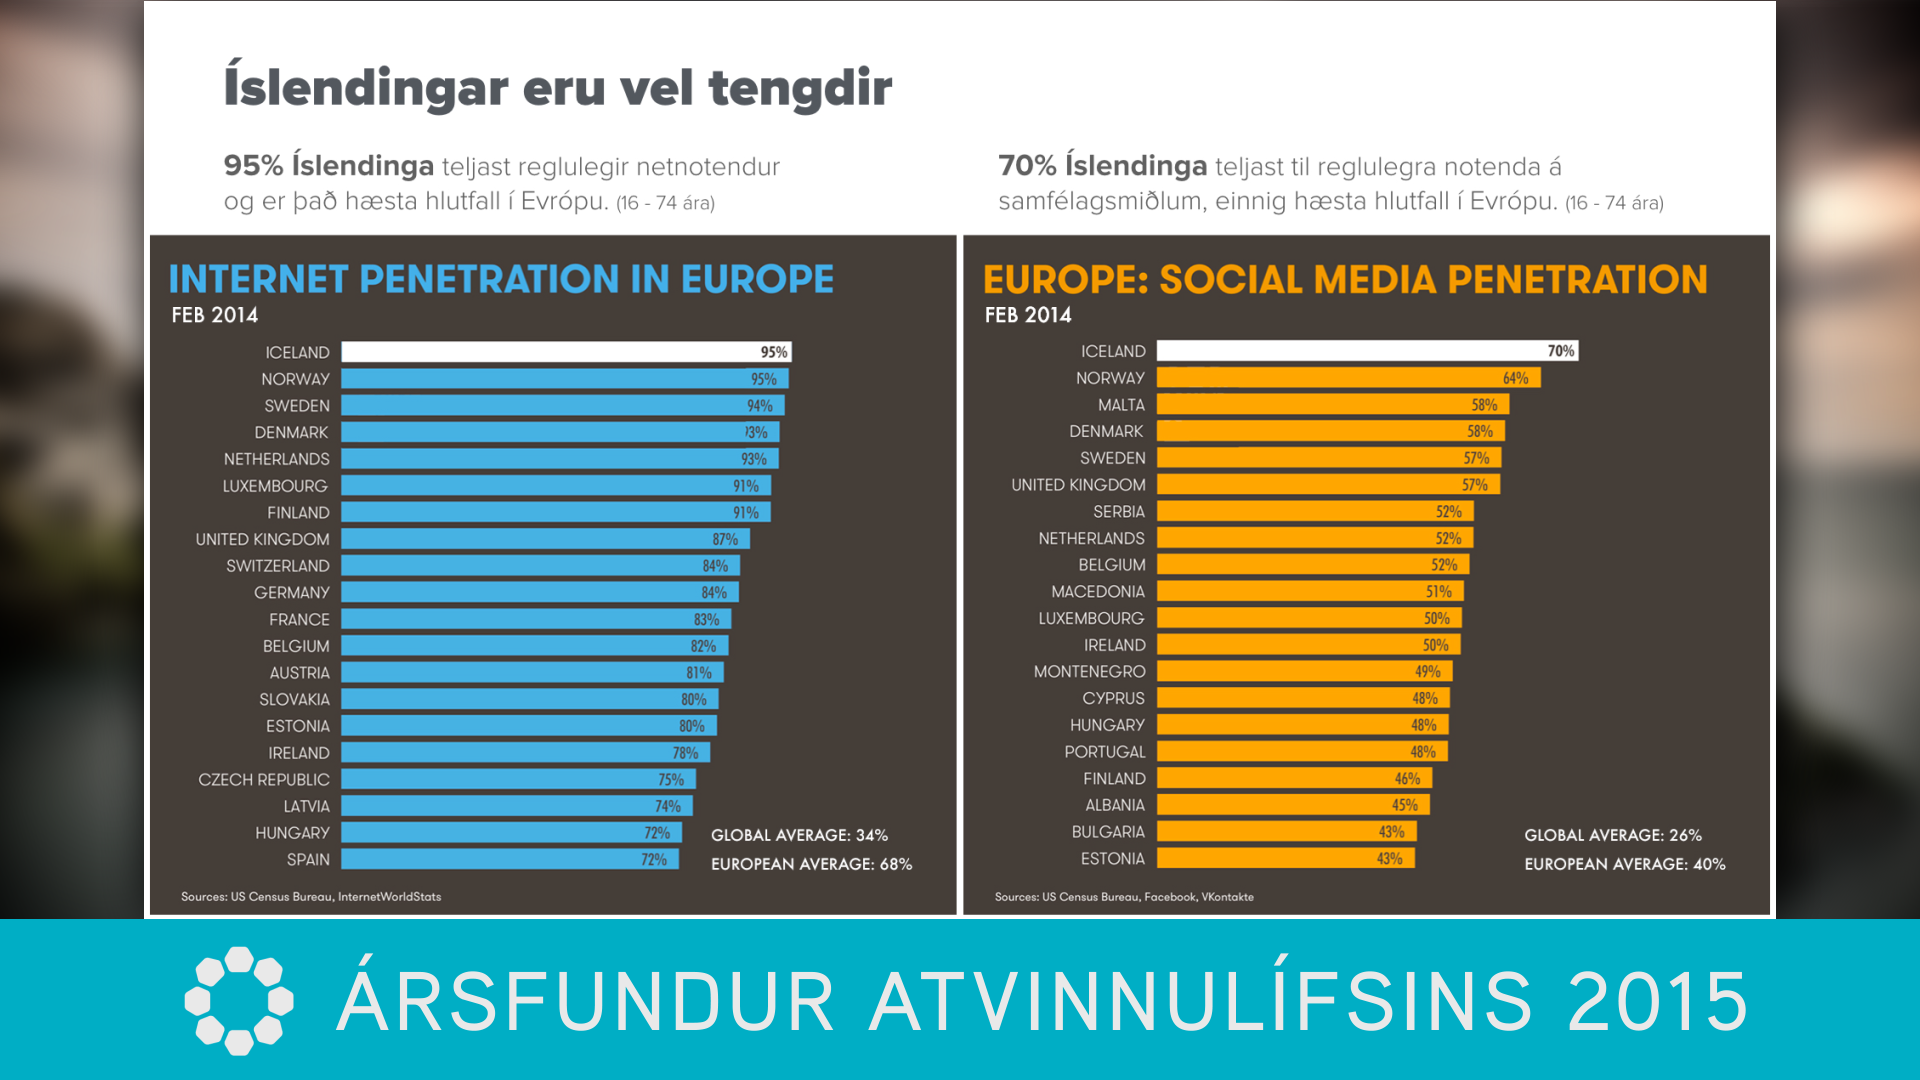 Íslendingar eru vel tengdir
95% Íslendinga teljast reglulegir netnotendur
og er það hæsta hlutfall í Evrópu. (16 - 74 ára)
70% Íslendinga teljast til reglulegra notenda á
samfélagsmiðlum, einnig hæsta hlutfall í Evrópu. (16 - 74 ára)
INTERNET PENETRATION IN EUROPE
FEB 2014
ICELAND 95%
NORWAY 95%
SWEDEN 94%
DENMARK 93%
NETHERLANDS 93%
LUXEMBOURG 91%
FINLAND 91%
UNITED KINGDOM 87%
SWITZERLAND 84%
GERMANY 84%
FRANCE 83%
BELGIUM 82%
AUSTRIA 81%
SLOVAKIA 80%
ESTONIA 80%
IRELAND 78%
CZECH REPUBLIC 75%
LATVIA 74%
HUNGARY 72%
SPAIN 72%
GLOBAL AVERAGE: 34%
EUROPEAN AVERAGE: 68%
Sources: US Census Bureau, InternetWorldStats
EUROPE: SOCIAL MEDIA PENETRATION
FEB 2014
ICELAND 70%
NORWAY 64%
MALTA 58%
DENMARK 58%
SWEDEN 57%
UNITED KINGDOM 57%
SERBIA 52%
NETHERLANDS 52%
BELGIUM 52%
MACEDONIA 51%
LUXEMBOURG 50%
IRELAND 50%
MONTENEGRO 49%
CYPRUS 48%
HUNGARY 48%
PORTUGAL 48%
FINLAND 46%
ALBANIA 45%
BULGARIA 43%
ESTONIA 43%
GLOBAL AVERAGE: 26%
EUROPEAN AVERAGE: 40%
Sources: US Census Bureau, Facebook, VKontakte
ÁRSFUNDUR ATVINNULÍFSINS 2015